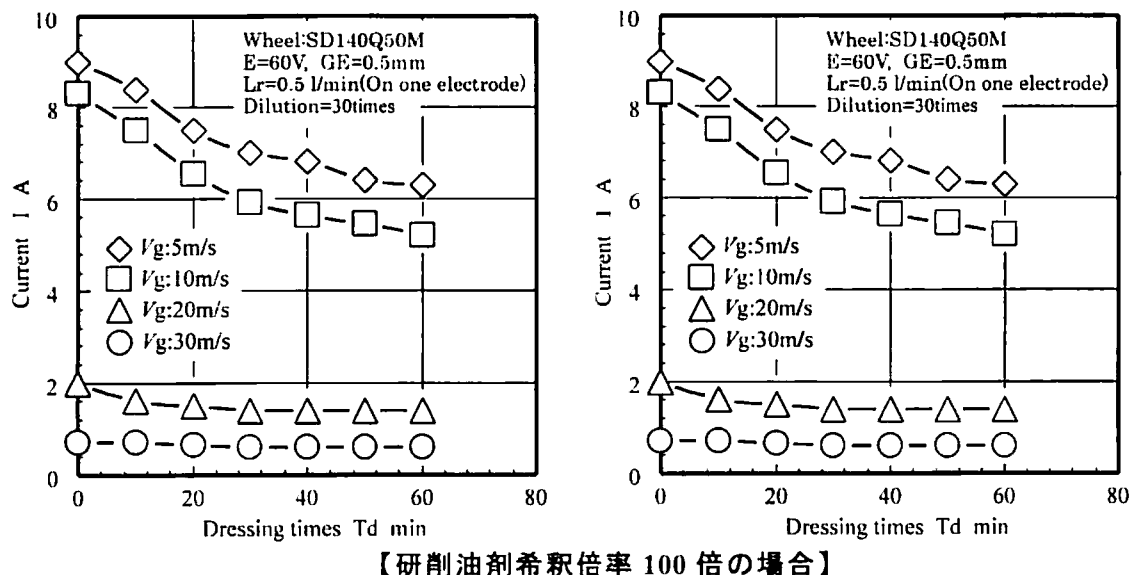 10
8
6
4
2
0
Current I A
Wheel:SD140Q50M
E=60V, GE=0.5mm
Lr=0.5 l/min(On one electrode)
Dilution=30times
Vg:5m/s
Vg:10m/s
Vg:20m/s
Vg:30m/s
0 20 40 60 80
Dressing times Td min
10
8
6
4
2
0
Current I A
Wheel:SD140Q50M
E=60V, GE=0.5mm
Lr=0.5 l/min(On one electrode)
Dilution=30times
Vg:5m/s
Vg:10m/s
Vg:20m/s
Vg:30m/s
0 20 40 60 80
Dressing times Td min
【研削油剤希釈倍率 100 倍の場合】